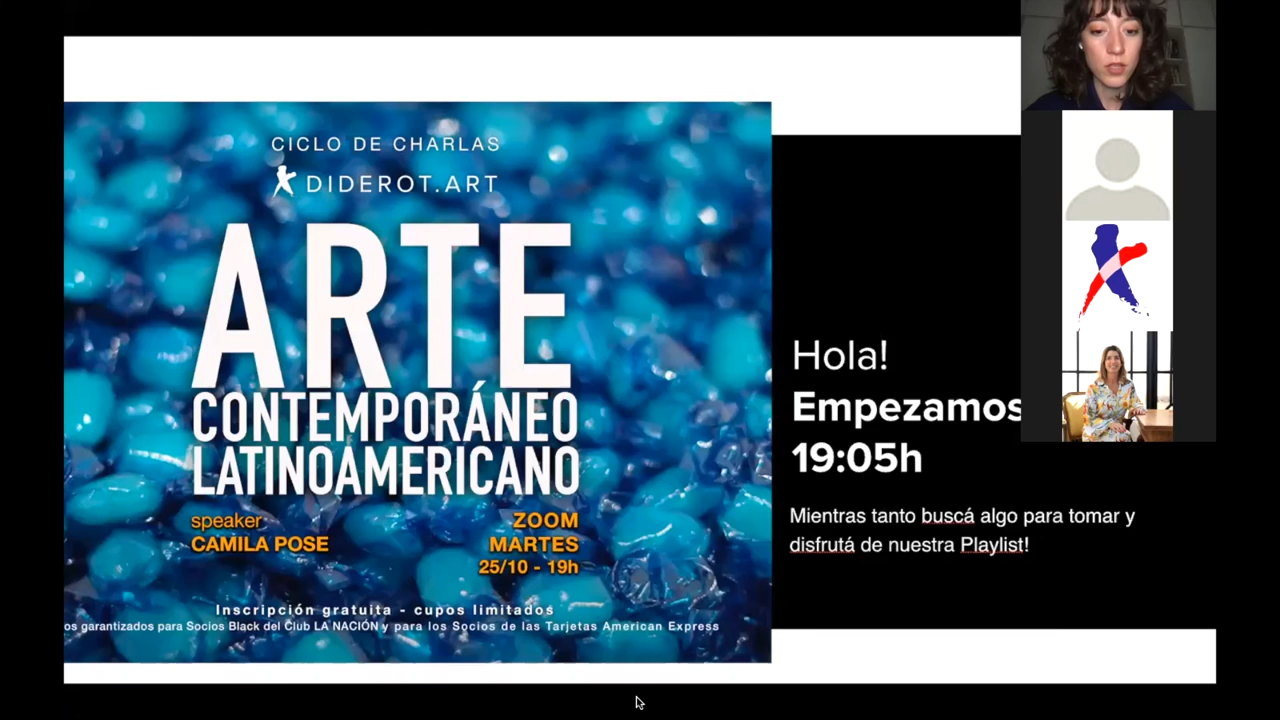 CICLO DE CHARLAS
DIDEROT.ART
ARTE
CONTEMPORÁNEO
LATINOAMERICANO
speaker
CAMILA POSE
ZOOM
MARTES
25/10 - 19h
Inscripción gratuita - cupos limitados
os garantizados para Socios Black del Club LA NACIÓN y para los Socios de las Tarjetas American Express
Hola!
Empezamos
19:05h
Mientras tanto buscá algo para tomar y
disfrutá de nuestra Playlist!